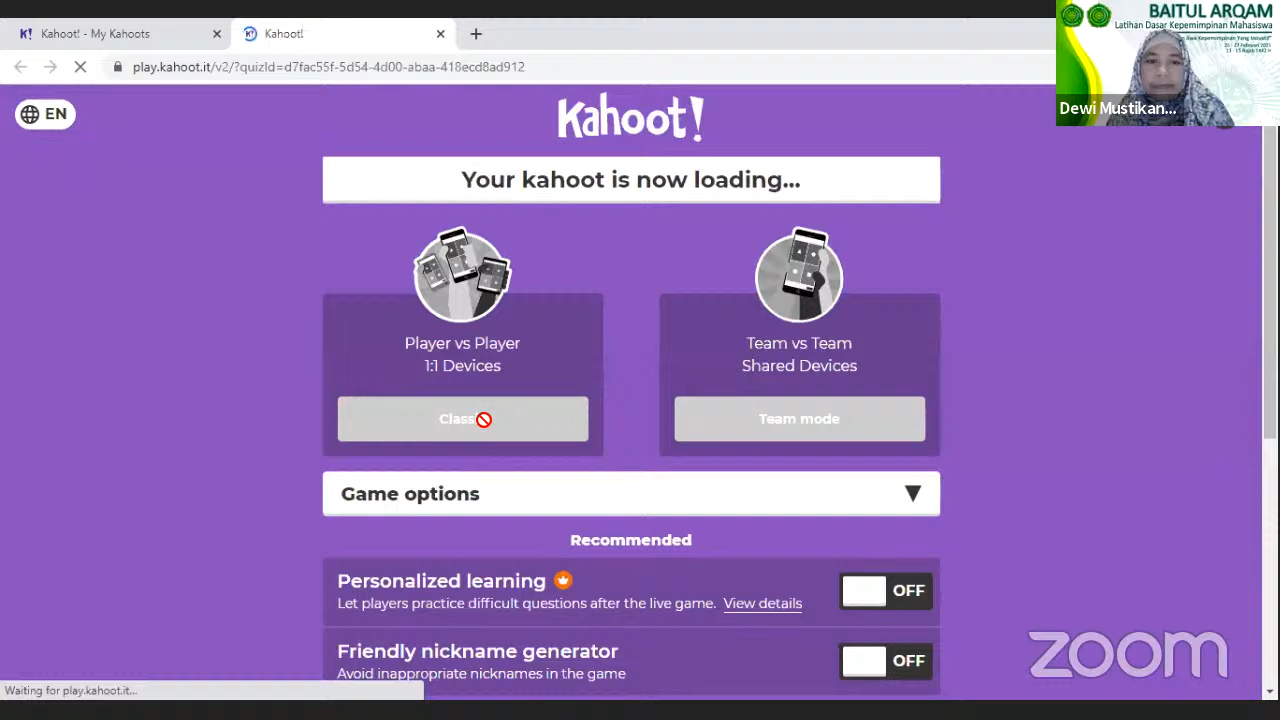 Kahoot! - My Kahoots
Kahoot!
play.kahoot.it/v2/?quizId=d7fac55f-5d54-4d00-abaa-418ecd8ad912
BAITUL ARQAM
Latihan Dasar Kepemimpinan Mahasiswa
Kepemimpinan Yang Inovatif"
Dewi Mustikan...
EN
Kahoot!
Your kahoot is now loading...
Player vs Player
1:1 Devices
Team vs Team
Shared Devices
Class
Team mode
Game options
Recommended
Personalized learning
Let players practice difficult questions after the live game. View details
OFF
Friendly nickname generator
Avoid inappropriate nicknames in the game
OFF
Waiting for play.kahoot.it...
zoom